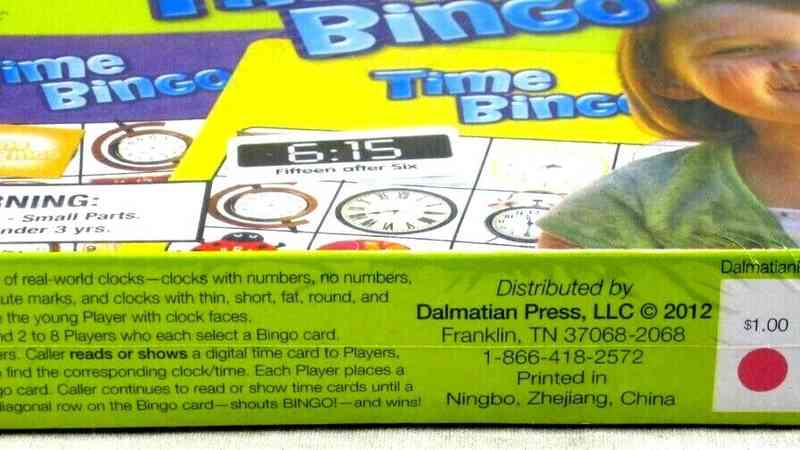 Time
Bingo
Time
Bingo
Time
Bingo
6:15
Fifteen after Six
NING:
- Small Parts.
nder 3 yrs.
of real-world clocks—clocks with numbers, no numbers,
ute marks, and clocks with thin, short, fat, round, and
the young Player with clock faces.
nd 2 to 8 Players who each select a Bingo card.
ers. Caller reads or shows a digital time card to Players,
find the corresponding clock/time. Each Player places a
go card. Caller continues to read or show time cards until a
diagonal row on the Bingo card—shouts BINGO!—and wins!
Distributed by
Dalmatian Press, LLC © 2012
Franklin, TN 37068-2068
1-866-418-2572
Printed in
Ningbo, Zhejiang, China
Dalmatian
$1.00